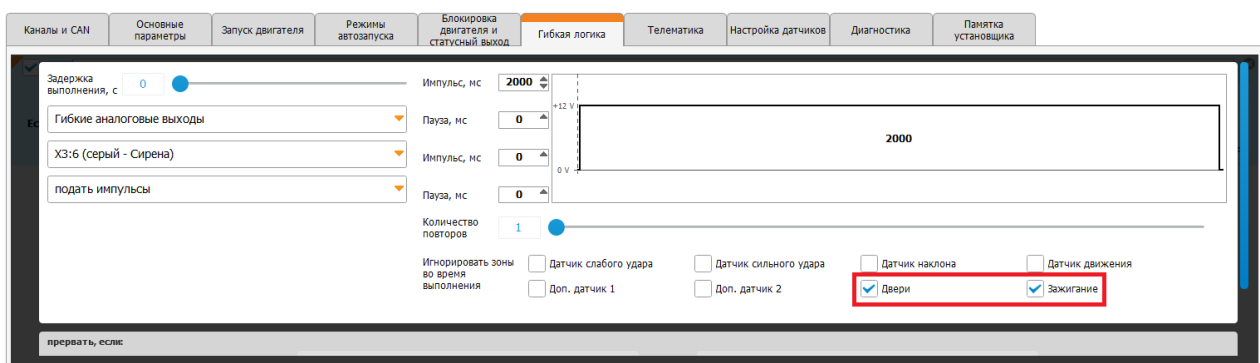 Каналы и CAN
Основные
параметры
Запуск двигателя
Режимы
автозапуска
Блокировка
двигателя и
статусный выход
Гибкая логика
Телематика
Настройка датчиков
Диагностика
Памятка
установщика
Задержка
выполнения, с
0
Импульс, мс
2000
Гибкие аналоговые выходы
Пауза, мс
0
X3:6 (серый - Сирена)
Импульс, мс
0
подать импульсы
Пауза, мс
0
+12 V
2000
0 V
Количество
повторов
1
Игнорировать зоны
во время
выполнения
Датчик слабого удара
Датчик сильного удара
Датчик наклона
Датчик движения
Доп. датчик 1
Доп. датчик 2
Двери
Зажигание
прервать, если: